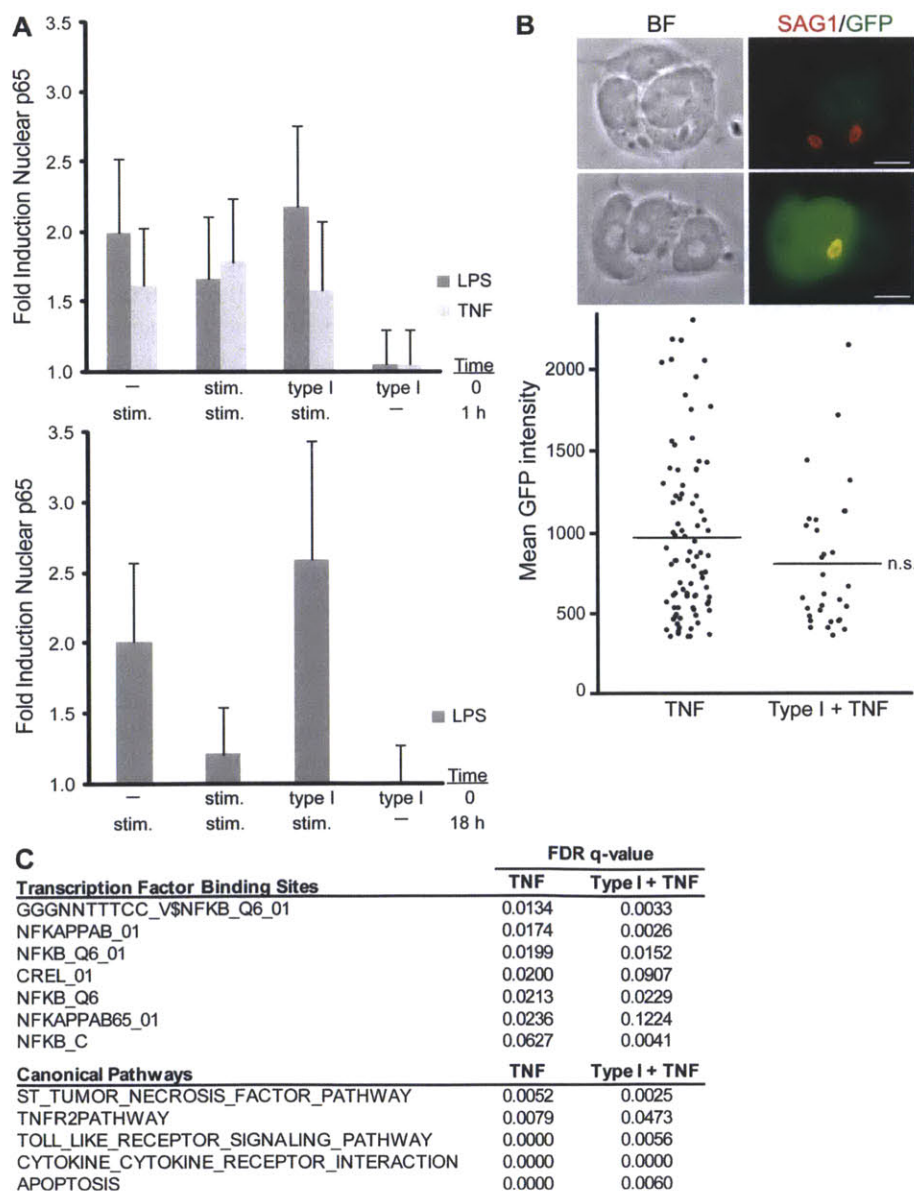 A
Fold Induction Nuclear p65
3.5
3.0
2.5
2.0
1.5
1.0
LPS
TNF
— stim. type I type I Time 0
stim. stim. stim. — 1 h
Fold Induction Nuclear p65
3.5
3.0
2.5
2.0
1.5
1.0
LPS
— stim. type I type I Time 0
stim. stim. stim. — 18 h
B
BF SAG1/GFP
Mean GFP intensity
2000
1500
1000
500
0
n.s.
TNF Type I + TNF
C
FDR q-value
Transcription Factor Binding Sites TNF Type I + TNF
GGGNNTTTCC_V$NFKB_Q6_01 0.0134 0.0033
NFKAPPAB_01 0.0174 0.0026
NFKB_Q6_01 0.0199 0.0152
CREL_01 0.0200 0.0907
NFKB_Q6 0.0213 0.0229
NFKAPPAB65_01 0.0236 0.1224
NFKB_C 0.0627 0.0041
Canonical Pathways TNF Type I + TNF
ST_TUMOR_NECROSIS_FACTOR_PATHWAY 0.0052 0.0025
TNFR2PATHWAY 0.0079 0.0473
TOLL_LIKE_RECEPTOR_SIGNALING_PATHWAY 0.0000 0.0056
CYTOKINE_CYTOKINE_RECEPTOR_INTERACTION 0.0000 0.0000
APOPTOSIS 0.0000 0.0060